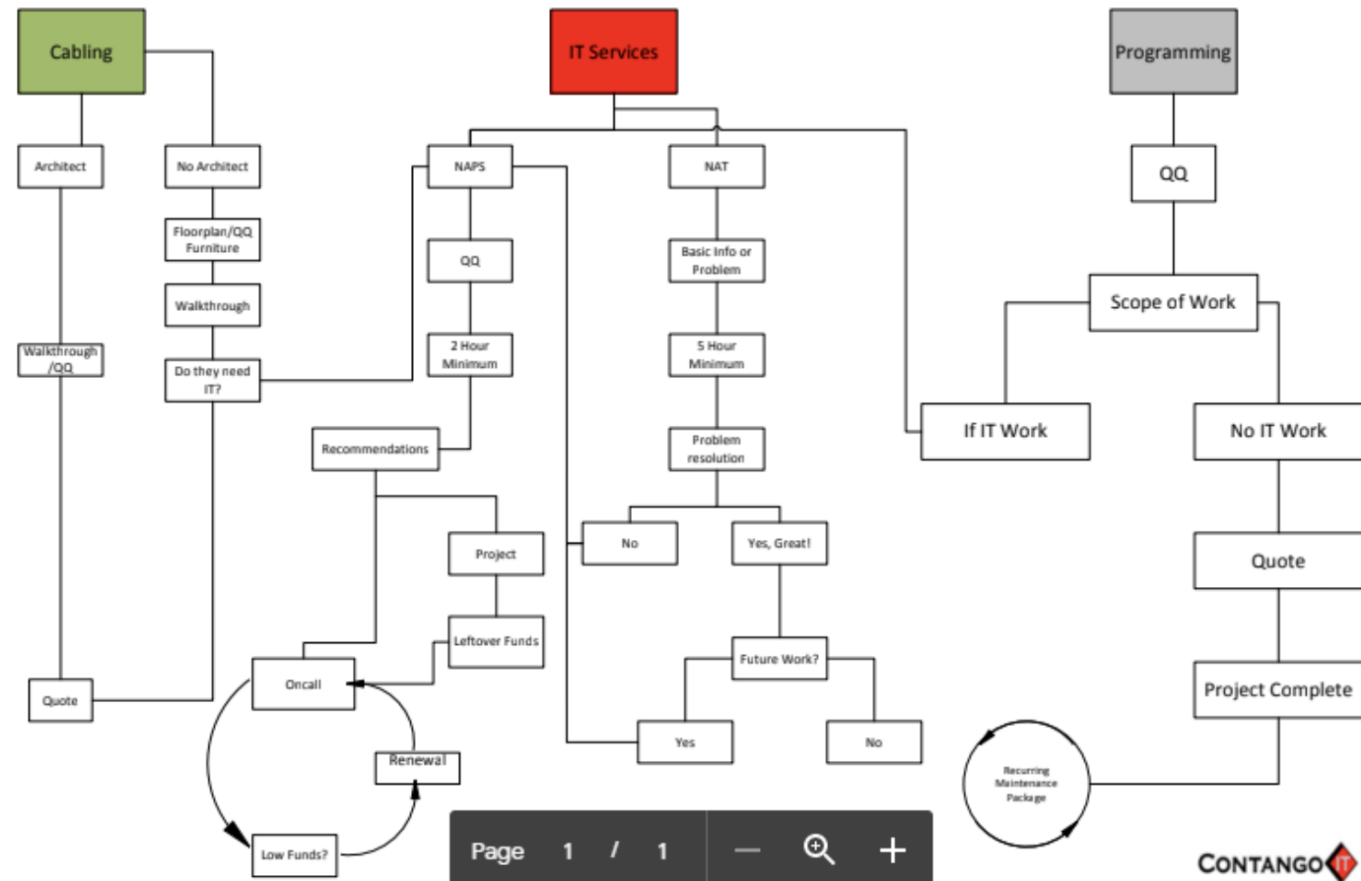 Cabling
IT Services
Programming
Architect
No Architect
NAPS
NAT
QQ
Floorplan/QQ
Furniture
QQ
Basic Info or
Problem
Scope of Work
Walkthrough
Walkthrough
/QQ
Do they need
IT?
2 Hour
Minimum
5 Hour
Minimum
If IT Work
No IT Work
Recommendations
Problem
resolution
Project
No
Yes, Great!
Quote
Leftover Funds
Oncall
Future Work?
Quote
Project Complete
Renewal
Yes
No
Recurring
Maintenance
Package
Low Funds?
Page 1 / 1
CONTANGO IT